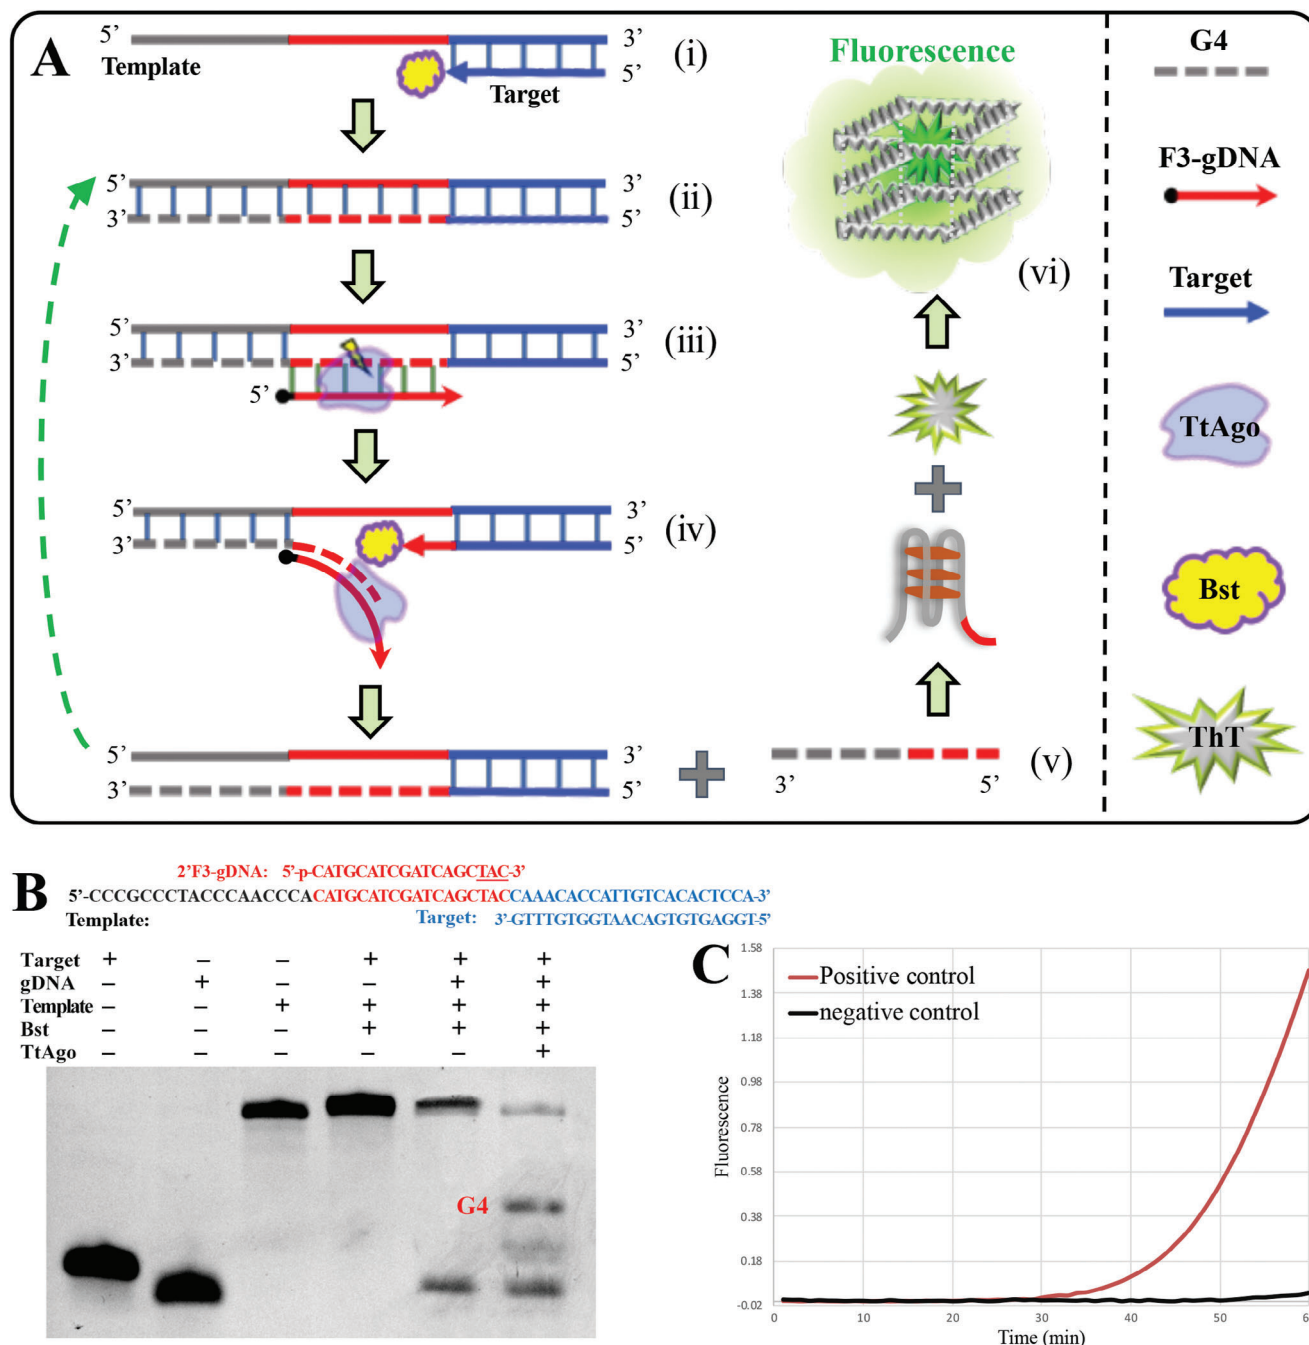 A
5’
Template
3’
5’
Target
(i)
5’
3’
3’
5’
(ii)
5’
3’
3’
5’
5’
(iii)
5’
3’
3’
5’
(iv)
5’
3’
3’
5’
3’
5’
(v)
Fluorescence
(vi)
G4
F3-gDNA
Target
TtAgo
Bst
ThT
B
2’F3-gDNA: 5’-p-CATGCATCGATCAGCTAC-3’
5’-CCCGCCCTACCCAACCCACATGCATCGATCAGCTACCAAACACCATTGTCACACTCCA-3’
Template:
Target: 3’-GTTTGTGGTAACAGTGTGAGGT-5’
Target + – – + + +
gDNA – + – – + +
Template – – + + + +
Bst – – – + + +
TtAgo – – – – – +
G4
C
Positive control
negative control
1.58
1.38
1.18
0.98
0.78
0.58
0.38
0.18
-0.02
Fluorescence
0 10 20 30 40 50 6
Time (min)